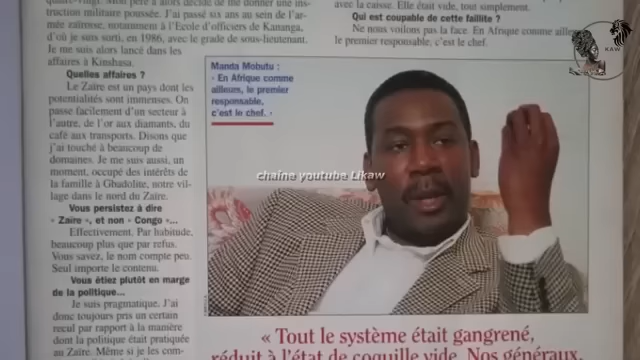 quatre-vingt. Mon père a alors décidé de me donner une ins-
truction militaire poussée. J'ai passé six ans au sein de l'ar-
mée zaïroise, notamment à l'Ecole d'officiers de Kananga,
d'où je suis sorti, en 1986, avec le grade de sous-lieutenant.
Je me suis alors lancé dans les
affaires à Kinshasa.
Quelles affaires ?
Le Zaïre est un pays dont les
potentialités sont immenses. On
passe facilement d'un secteur à
l'autre, de l'or aux diamants, du
café aux transports. Disons que
j'ai touché à beaucoup de
domaines. Je me suis aussi, un
moment, occupé des intérêts de
la famille à Gbadolite, notre vil-
lage dans le nord du Zaïre.
Vous persistez à dire
« Zaïre », et non « Congo »...
Effectivement. Par habitude,
beaucoup plus que par refus.
Vous savez, le nom compte peu.
Seul importe le contenu.
Vous étiez plutôt en marge
de la politique...
Je suis pragmatique. J'ai
donc toujours pris un certain
recul par rapport à la manière
dont la politique était pratiquée
au Zaïre. Même si je les com-
avec la caisse. Elle était vide, tout simplement.
Qui est coupable de cette faillite ?
Ne nous voilons pas la face. En Afrique comme ailleurs
le premier responsable, c'est le chef.
KAW
Manda Mobutu :
« En Afrique comme
ailleurs, le premier
responsable,
c'est le chef. »
chaîne youtube Likaw
« Tout le système était gangrené,
réduit à l'état de coquille vide. Nos généraux,